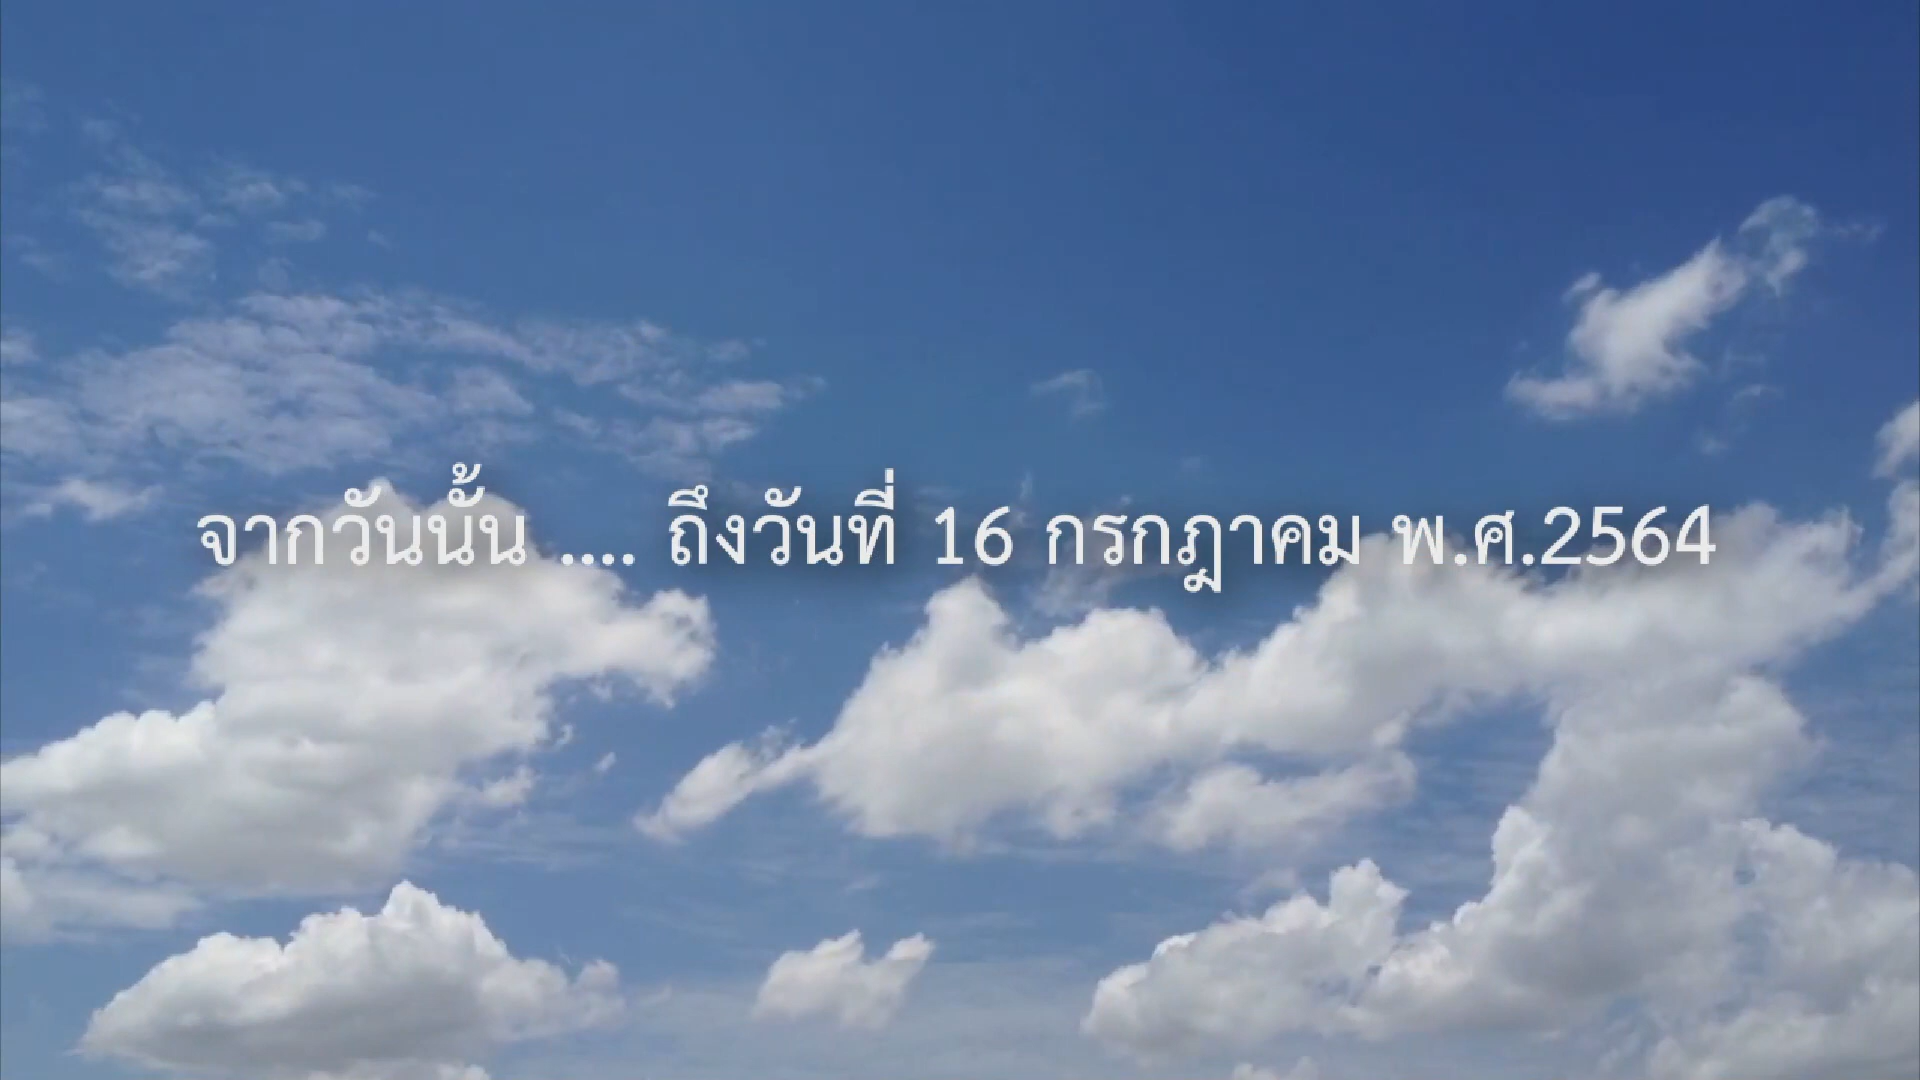 จากวันนั้น .... ถึงวันที่ 16 กรกฎาคม พ.ศ.2564